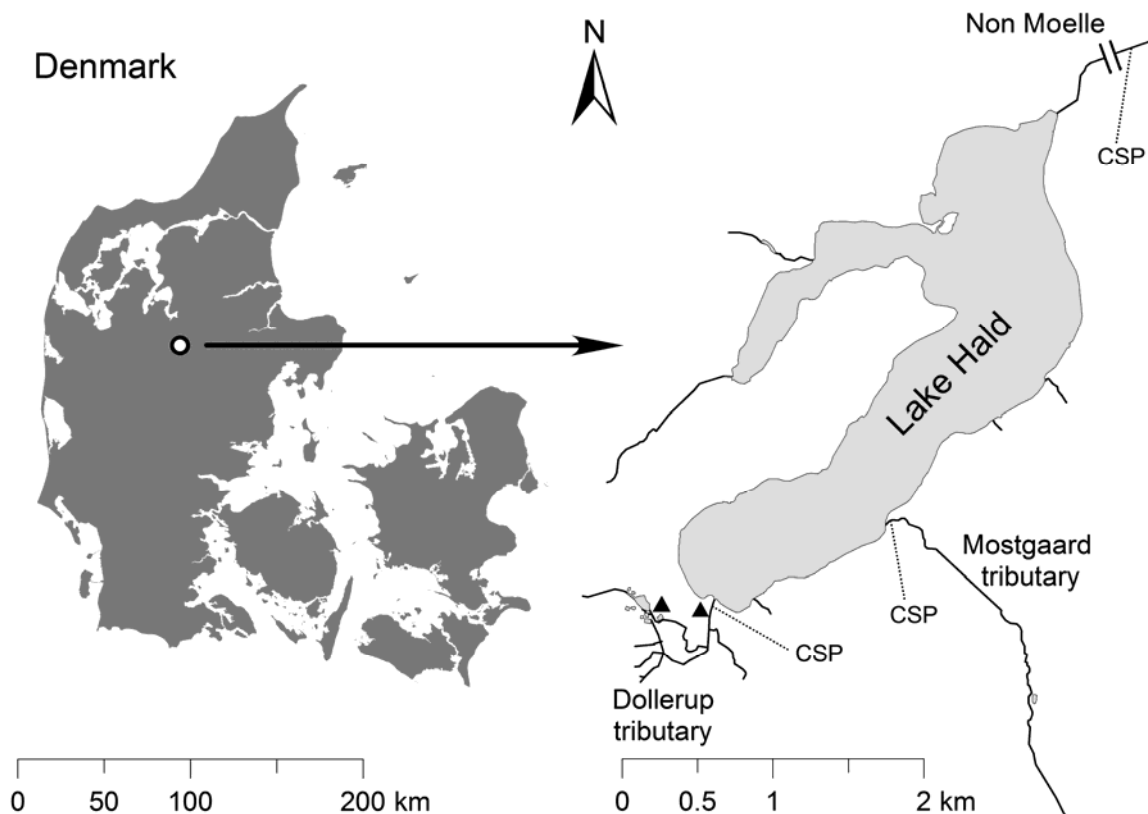 Denmark
N
Non Moelle
CSP
Lake Hald
Mostgaard
tributary
CSP
CSP
Dollerup
tributary
0 50 100 200 km
0 0.5 1 2 km